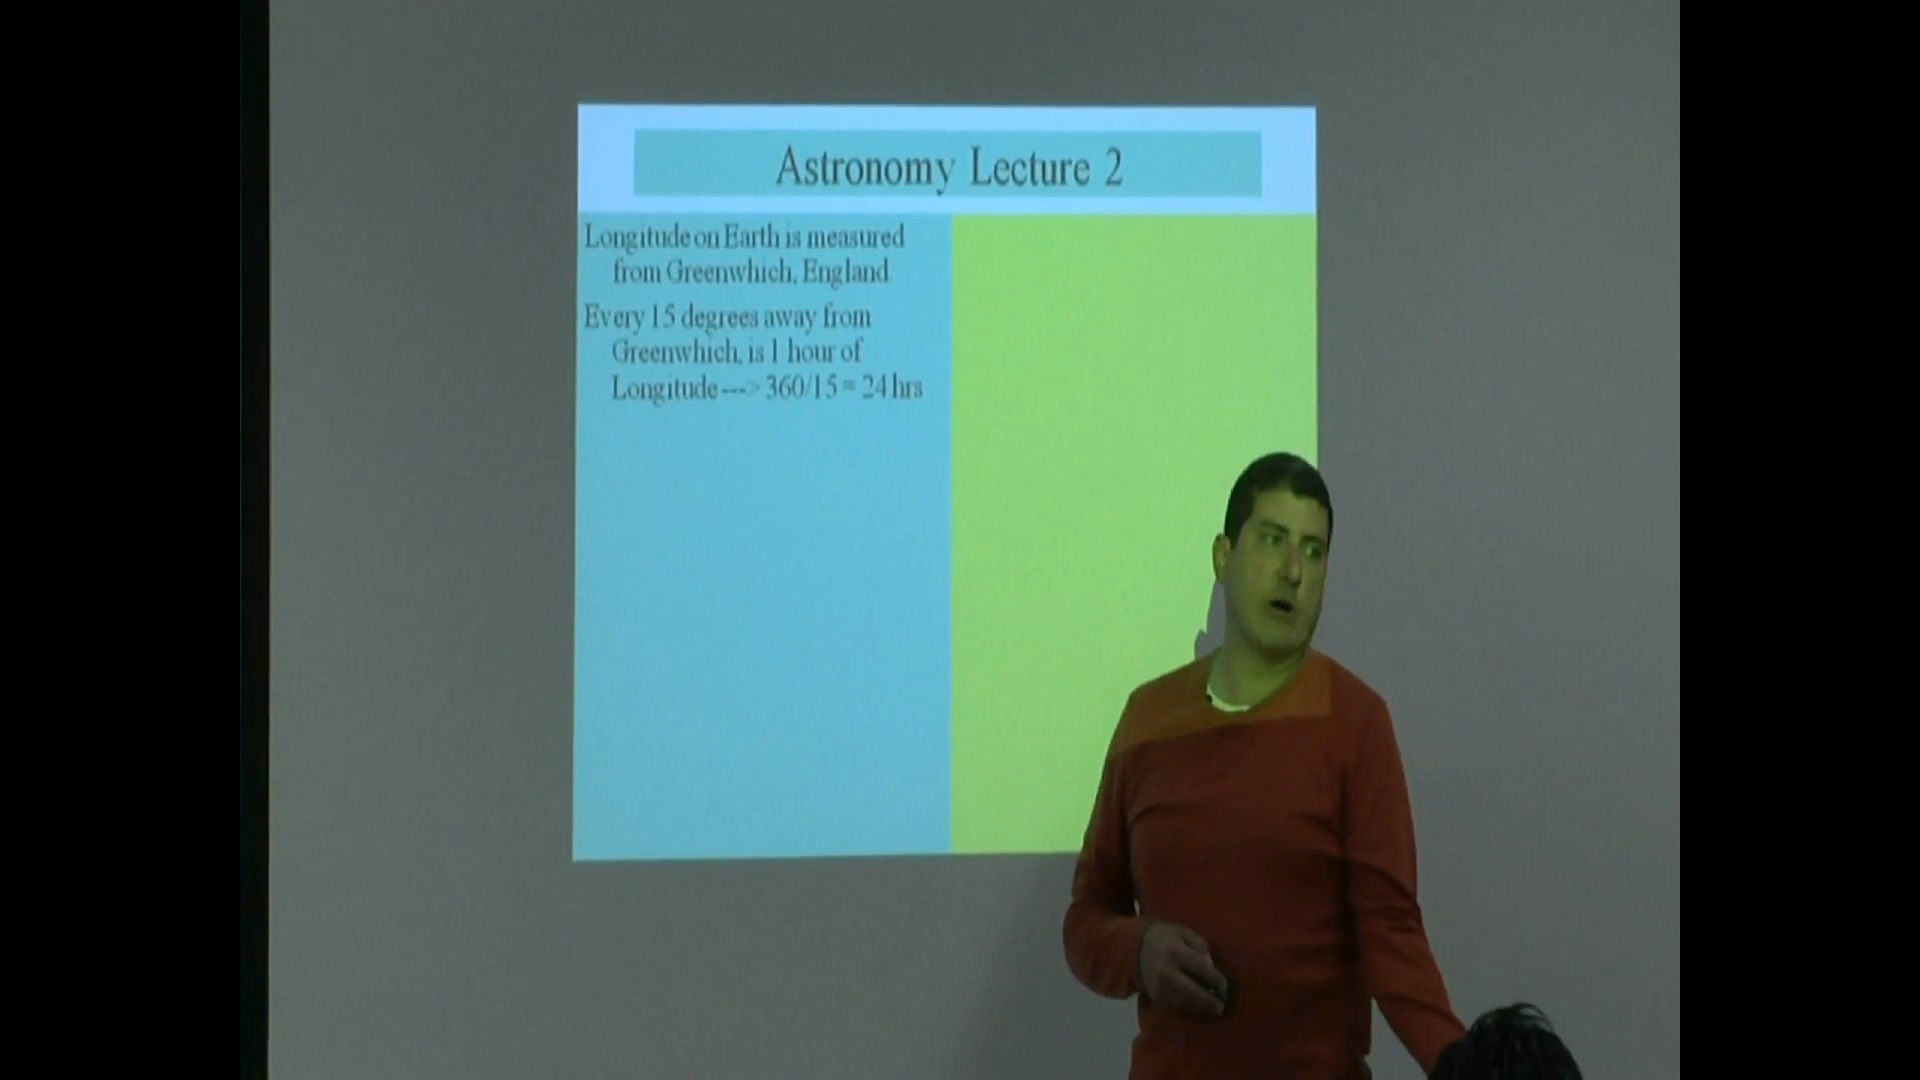 Astronomy Lecture 2
Longitude on Earth is measured
from Greenwhich, England
Every 15 degrees away from
Greenwhich, is 1 hour of
Longitude ---> 360/15 = 24 hrs